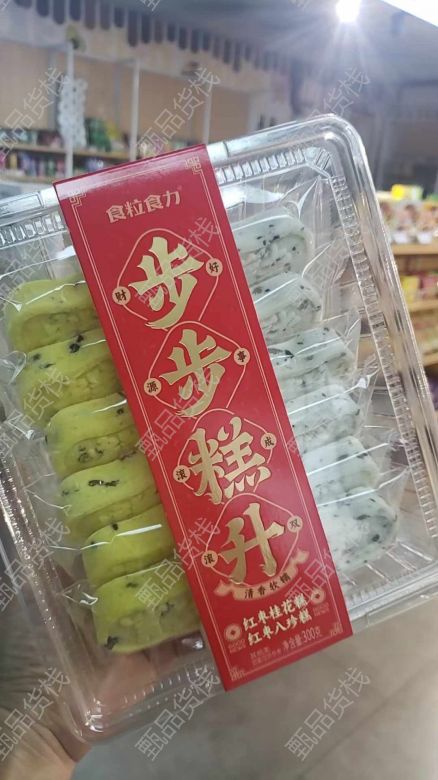 食粒食力
步步糕升
财 好
源 事
滚 成
滚 双
清香软糯
红枣桂花糕
红枣八珍糕
净含量:300克
甄品货栈